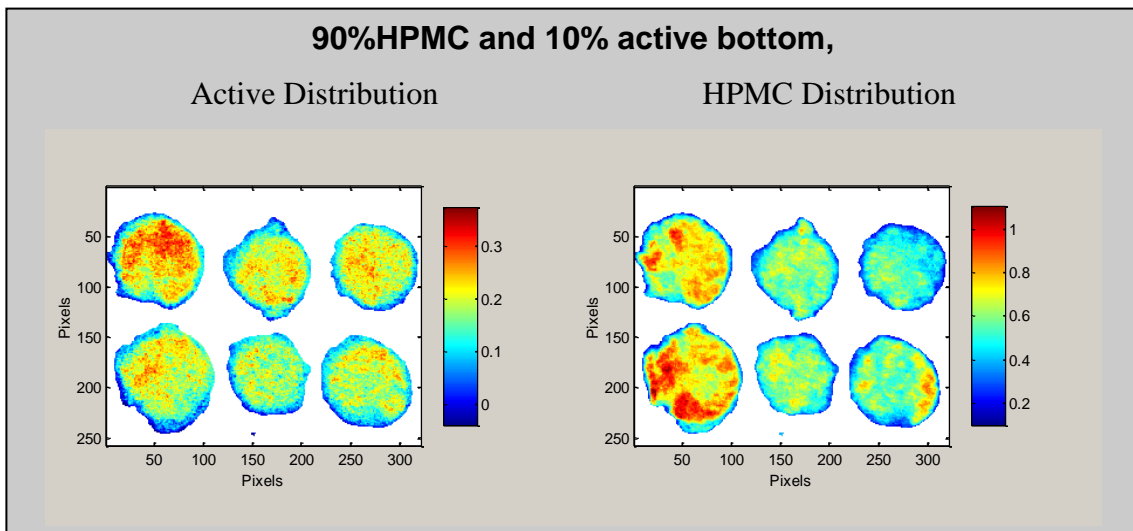 90%HPMC and 10% active bottom,
Active Distribution
HPMC Distribution
Pixels
50
100
150
200
250
50 100 150 200 250 300
Pixels
0.3
0.2
0.1
0
Pixels
50
100
150
200
250
50 100 150 200 250 300
Pixels
1
0.8
0.6
0.4
0.2